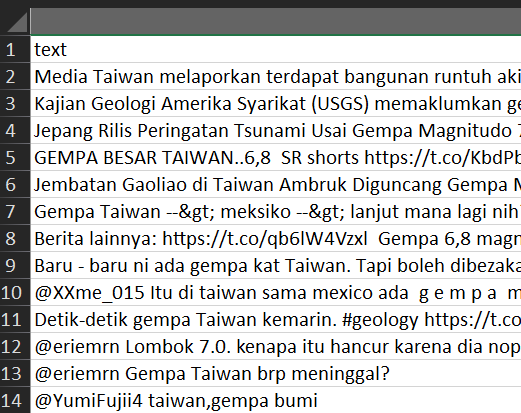 1 text
2 Media Taiwan melaporkan terdapat bangunan runtuh aki
3 Kajian Geologi Amerika Syarikat (USGS) memaklumkan ge
4 Jepang Rilis Peringatan Tsunami Usai Gempa Magnitudo 7
5 GEMPA BESAR TAIWAN..6,8 SR shorts https://t.co/KbdPb
6 Jembatan Gaoliao di Taiwan Ambruk Diguncang Gempa M
7 Gempa Taiwan --&gt; meksiko --&gt; lanjut mana lagi nih
8 Berita lainnya: https://t.co/qb6lW4Vzxl Gempa 6,8 magn
9 Baru - baru ni ada gempa kat Taiwan. Tapi boleh dibezaka
10 @XXme_015 Itu di taiwan sama mexico ada g e m p a m
11 Detik-detik gempa Taiwan kemarin. #geology https://t.co
12 @eriemrn Lombok 7.0. kenapa itu hancur karena dia nop
13 @eriemrn Gempa Taiwan brp meninggal?
14 @YumiFujii4 taiwan,gempa bumi